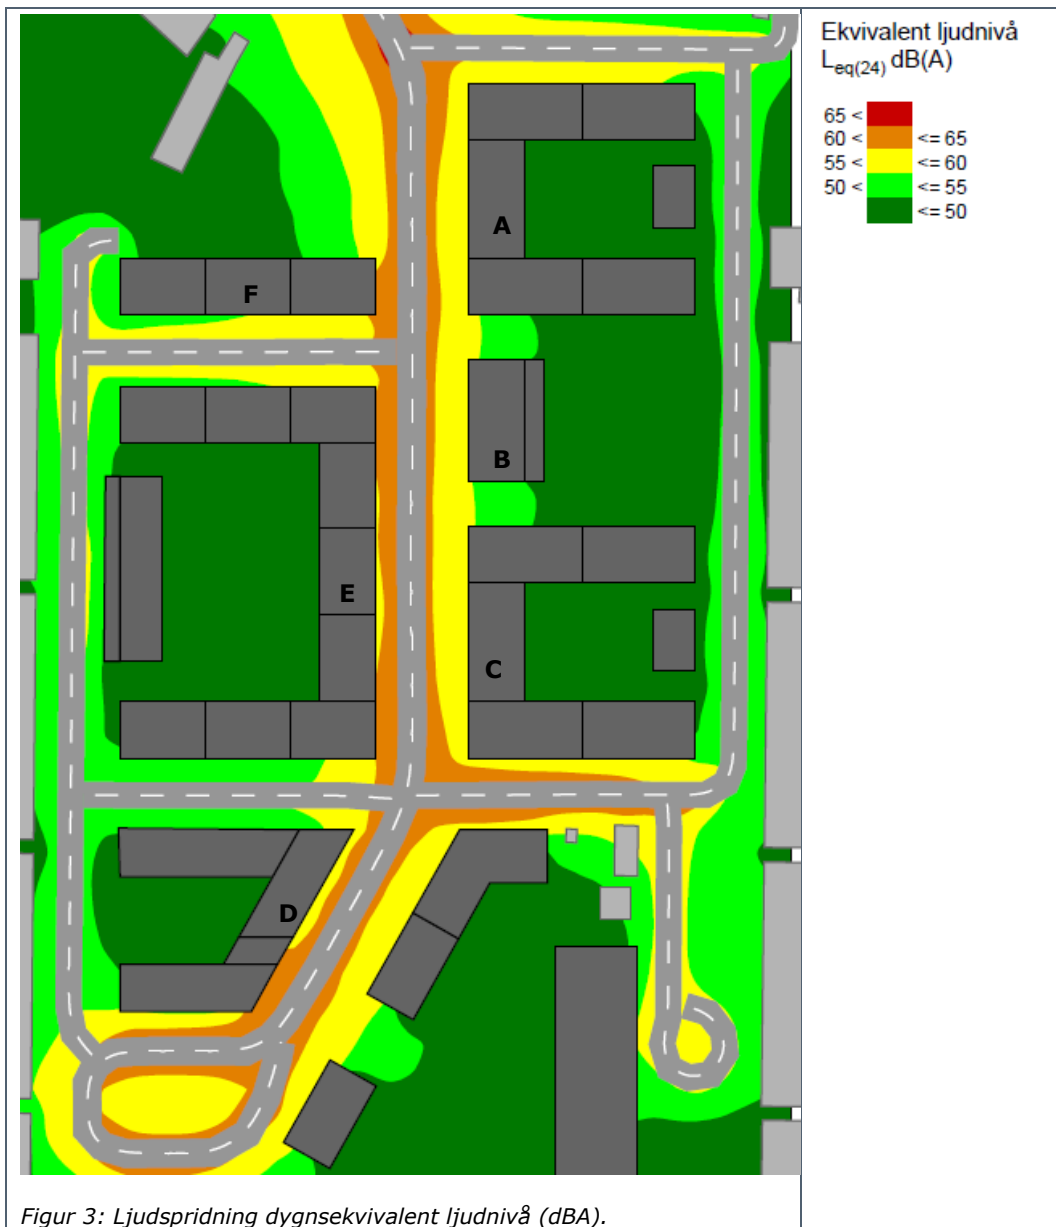 Ekvivalent ljudnivå
Leq(24) dB(A)
65 <
60 < <= 65
55 < <= 60
50 < <= 55
<= 50
A
F
B
E
C
D
Figur 3: Ljudspridning dygnsekvivalent ljudnivå (dBA).